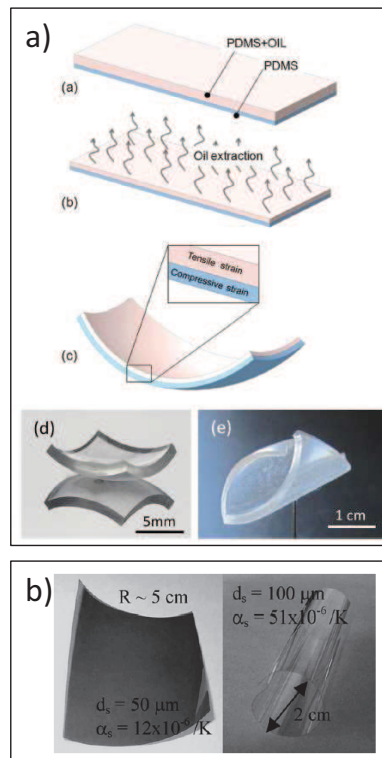 a)
PDMS+OIL
PDMS
(a)
Oil extraction
(b)
Tensile strain
Compressive strain
(c)
(d)
5mm
(e)
1 cm
b)
R ~ 5 cm
d_s = 50 µm
α_s = 12x10⁻⁶/K
d_s = 100 µm
α_s = 51x10⁻⁶/K
2 cm